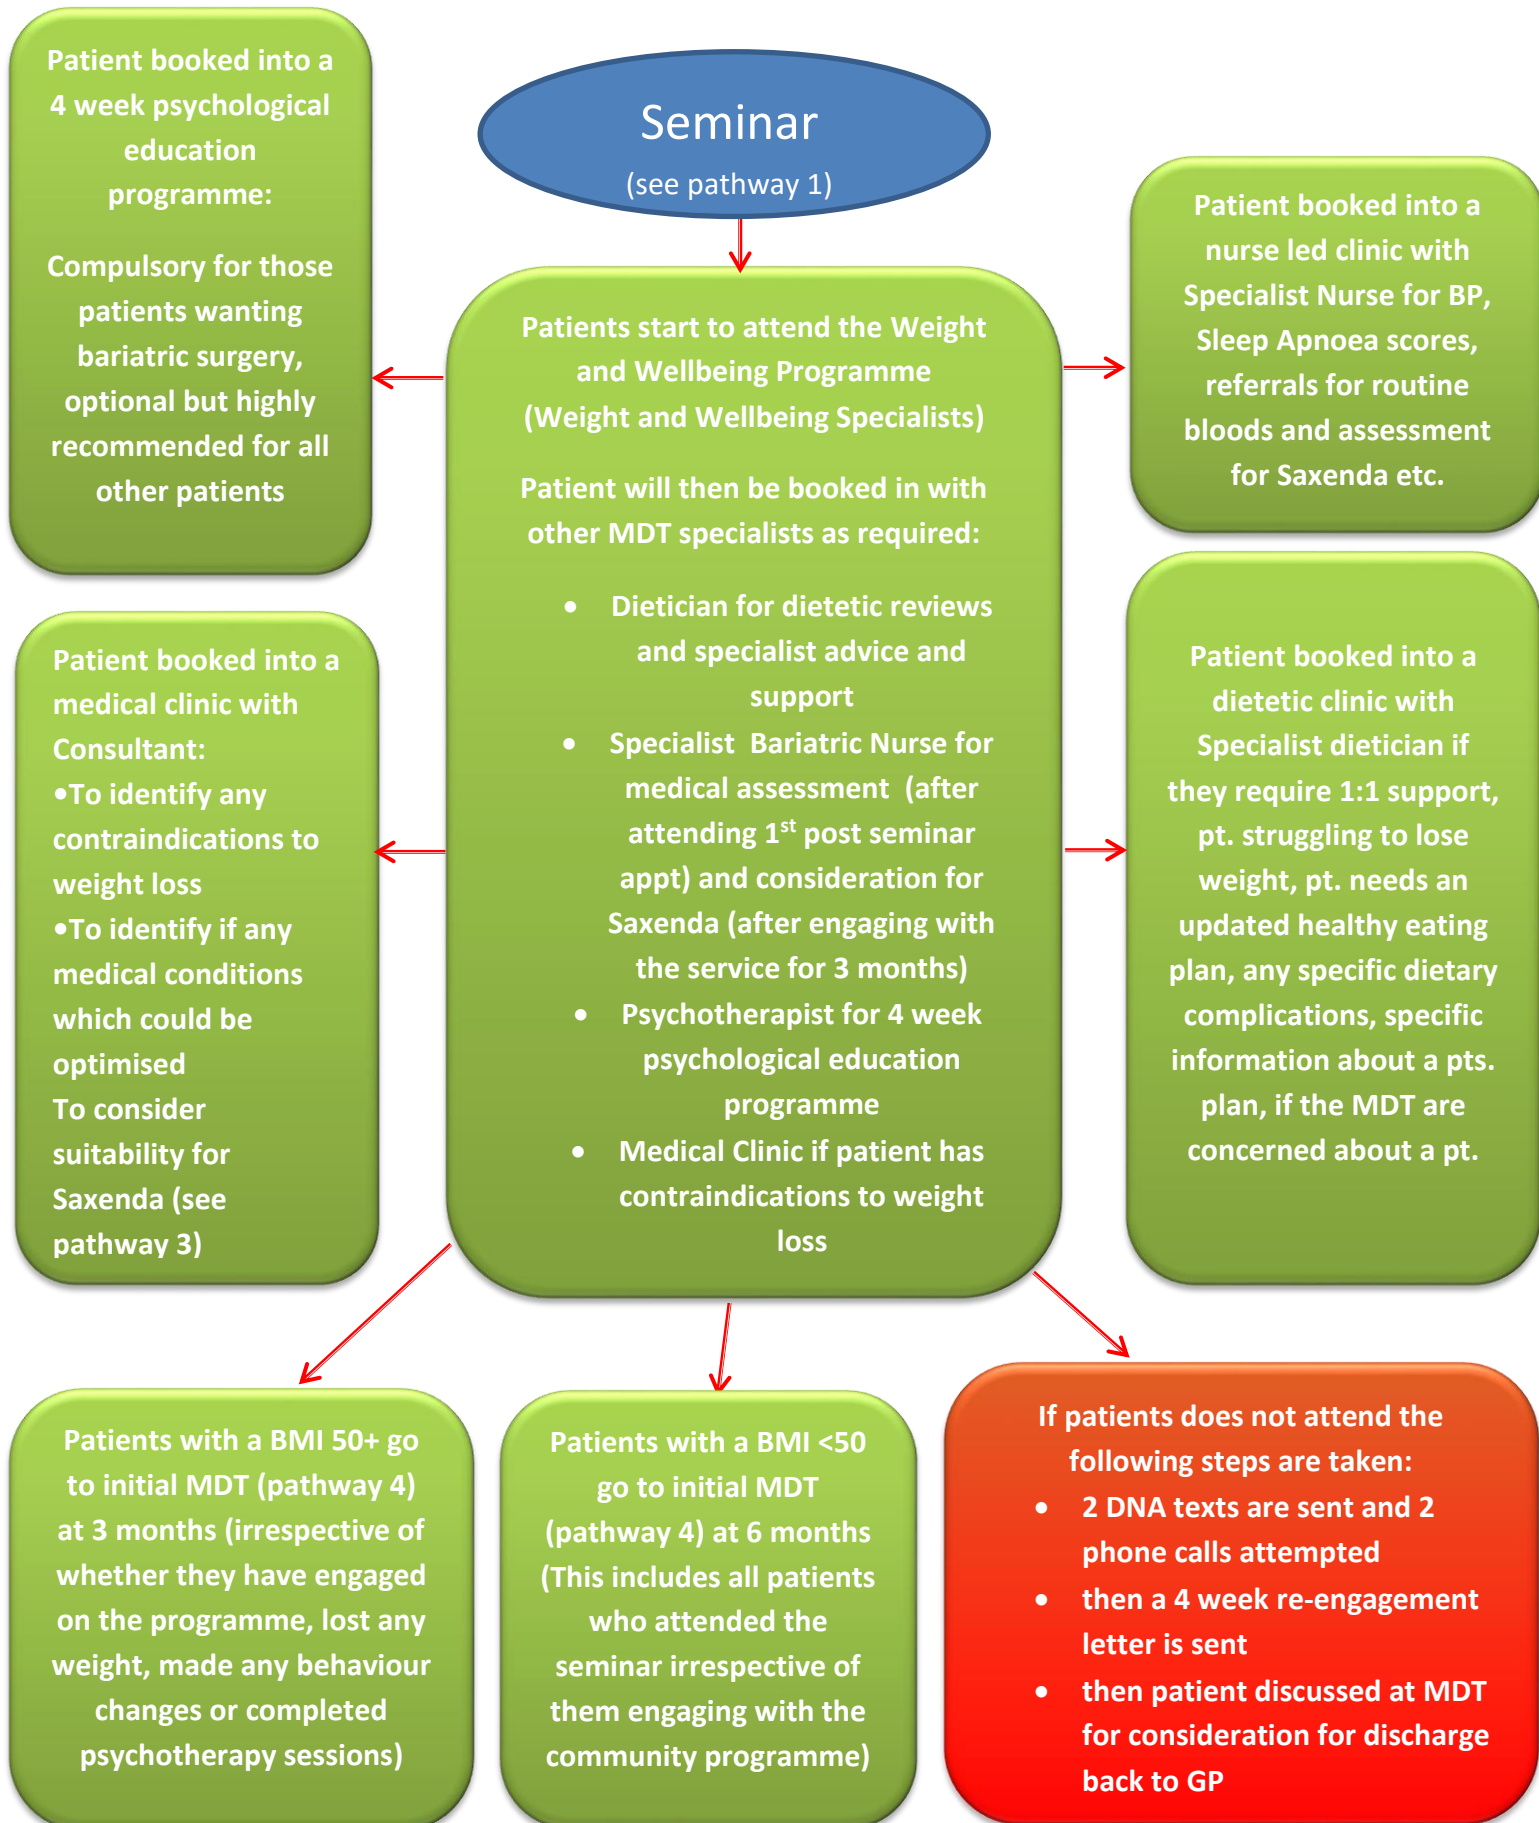 Patient booked into a
4 week psychological
education
programme:
Compulsory for those
patients wanting
bariatric surgery,
optional but highly
recommended for all
other patients
Seminar
(see pathway 1)
Patient booked into a
nurse led clinic with
Specialist Nurse for BP,
Sleep Apnoea scores,
referrals for routine
bloods and assessment
for Saxenda etc.
Patients start to attend the Weight
and Wellbeing Programme
(Weight and Wellbeing Specialists)
Patient will then be booked in with
other MDT specialists as required:
• Dietician for dietetic reviews
and specialist advice and
support
• Specialist Bariatric Nurse for
medical assessment (after
attending 1st post seminar
appt) and consideration for
Saxenda (after engaging with
the service for 3 months)
• Psychotherapist for 4 week
psychological education
programme
• Medical Clinic if patient has
contraindications to weight
loss
Patient booked into a
medical clinic with
Consultant:
•To identify any
contraindications to
weight loss
•To identify if any
medical conditions
which could be
optimised
To consider
suitability for
Saxenda (see
pathway 3)
Patient booked into a
dietetic clinic with
Specialist dietician if
they require 1:1 support,
pt. struggling to lose
weight, pt. needs an
updated healthy eating
plan, any specific dietary
complications, specific
information about a pts.
plan, if the MDT are
concerned about a pt.
Patients with a BMI 50+ go
to initial MDT (pathway 4)
at 3 months (irrespective of
whether they have engaged
on the programme, lost any
weight, made any behaviour
changes or completed
psychotherapy sessions)
Patients with a BMI <50
go to initial MDT
(pathway 4) at 6 months
(This includes all patients
who attended the
seminar irrespective of
them engaging with the
community programme)
If patients does not attend the
following steps are taken:
• 2 DNA texts are sent and 2
phone calls attempted
• then a 4 week re-engagement
letter is sent
• then patient discussed at MDT
for consideration for discharge
back to GP